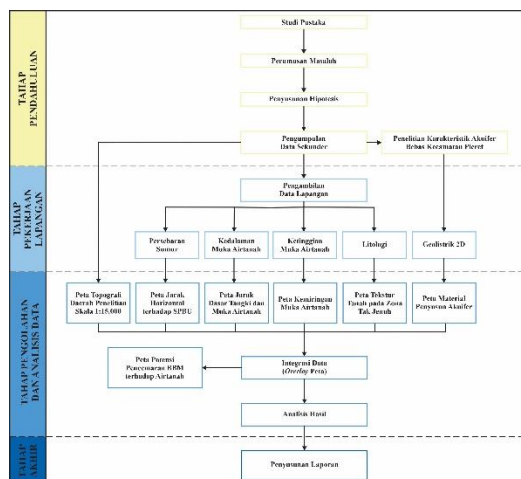 TAHAP
PENDAHULUAN
Studi Pustaka
Perumusan Masalah
Penyusunan Hipotesis
Pengumpulan
Data Sekunder
Penelitian Karakteristik Akuifer
Bebas Kecamatan Pleret
TAHAP
PEKERJAAN
LAPANGAN
Pengambilan
Data Lapangan
Persebaran
Sumur
Kedalaman
Muka Airtanah
Ketinggian
Muka Airtanah
Litologi
Geolistrik 2D
TAHAP PENGOLAHAN
DAN ANALISIS DATA
Peta Topografi
Daerah Penelitian
Skala 1:15.000
Peta Jarak
Horizontal
terhadap SPBU
Peta Jarak
Dasar Tangki dan
Muka Airtanah
Peta Kemiringan
Muka Airtanah
Peta Tekstur
Tanah pada Zona
Tak Jenuh
Peta Material
Penyusun Akuifer
Peta Potensi
Pencemaran BBM
terhadap Airtanah
Integrasi Data
(Overlay Peta)
Analisis Hasil
TAHAP
AKHIR
Penyusunan Laporan